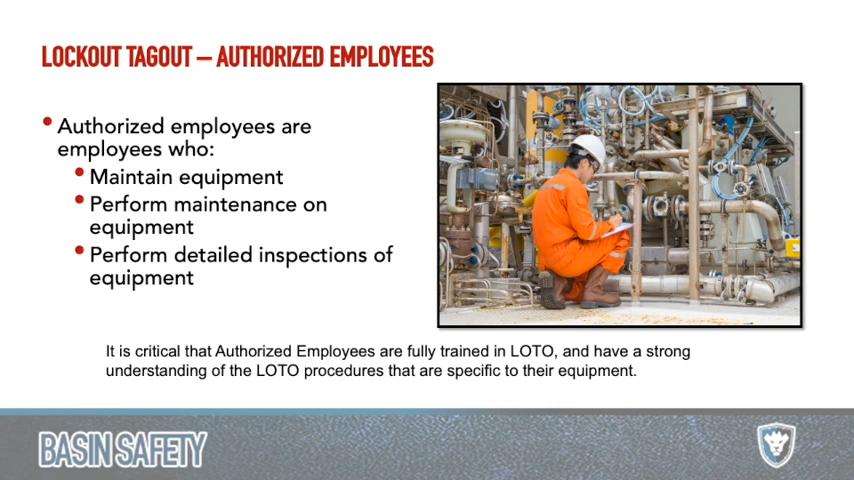 LOCKOUT TAGOUT – AUTHORIZED EMPLOYEES
• Authorized employees are
employees who:
• Maintain equipment
• Perform maintenance on
equipment
• Perform detailed inspections of
equipment
It is critical that Authorized Employees are fully trained in LOTO, and have a strong
understanding of the LOTO procedures that are specific to their equipment.
BASIN SAFETY